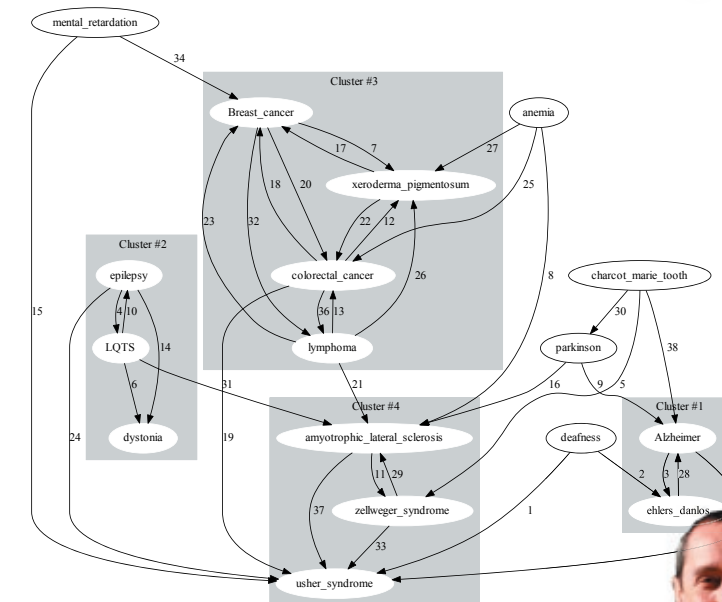 mental_retardation
34
Cluster #3
Breast_cancer
anemia
17
7
27
xeroderma_pigmentosum
18
20
25
23
32
22
12
Cluster #2
epilepsy
colorectal_cancer
26
8
charcot_marie_tooth
15
4
10
36
13
30
LQTS
14
lymphoma
parkinson
38
6
31
21
16
9
5
Cluster #4
Cluster #1
24
dystonia
19
amyotrophic_lateral_sclerosis
deafness
Alzheimer
11
29
2
3
28
37
zellweger_syndrome
1
ehlers_danlos
33
usher_syndrome